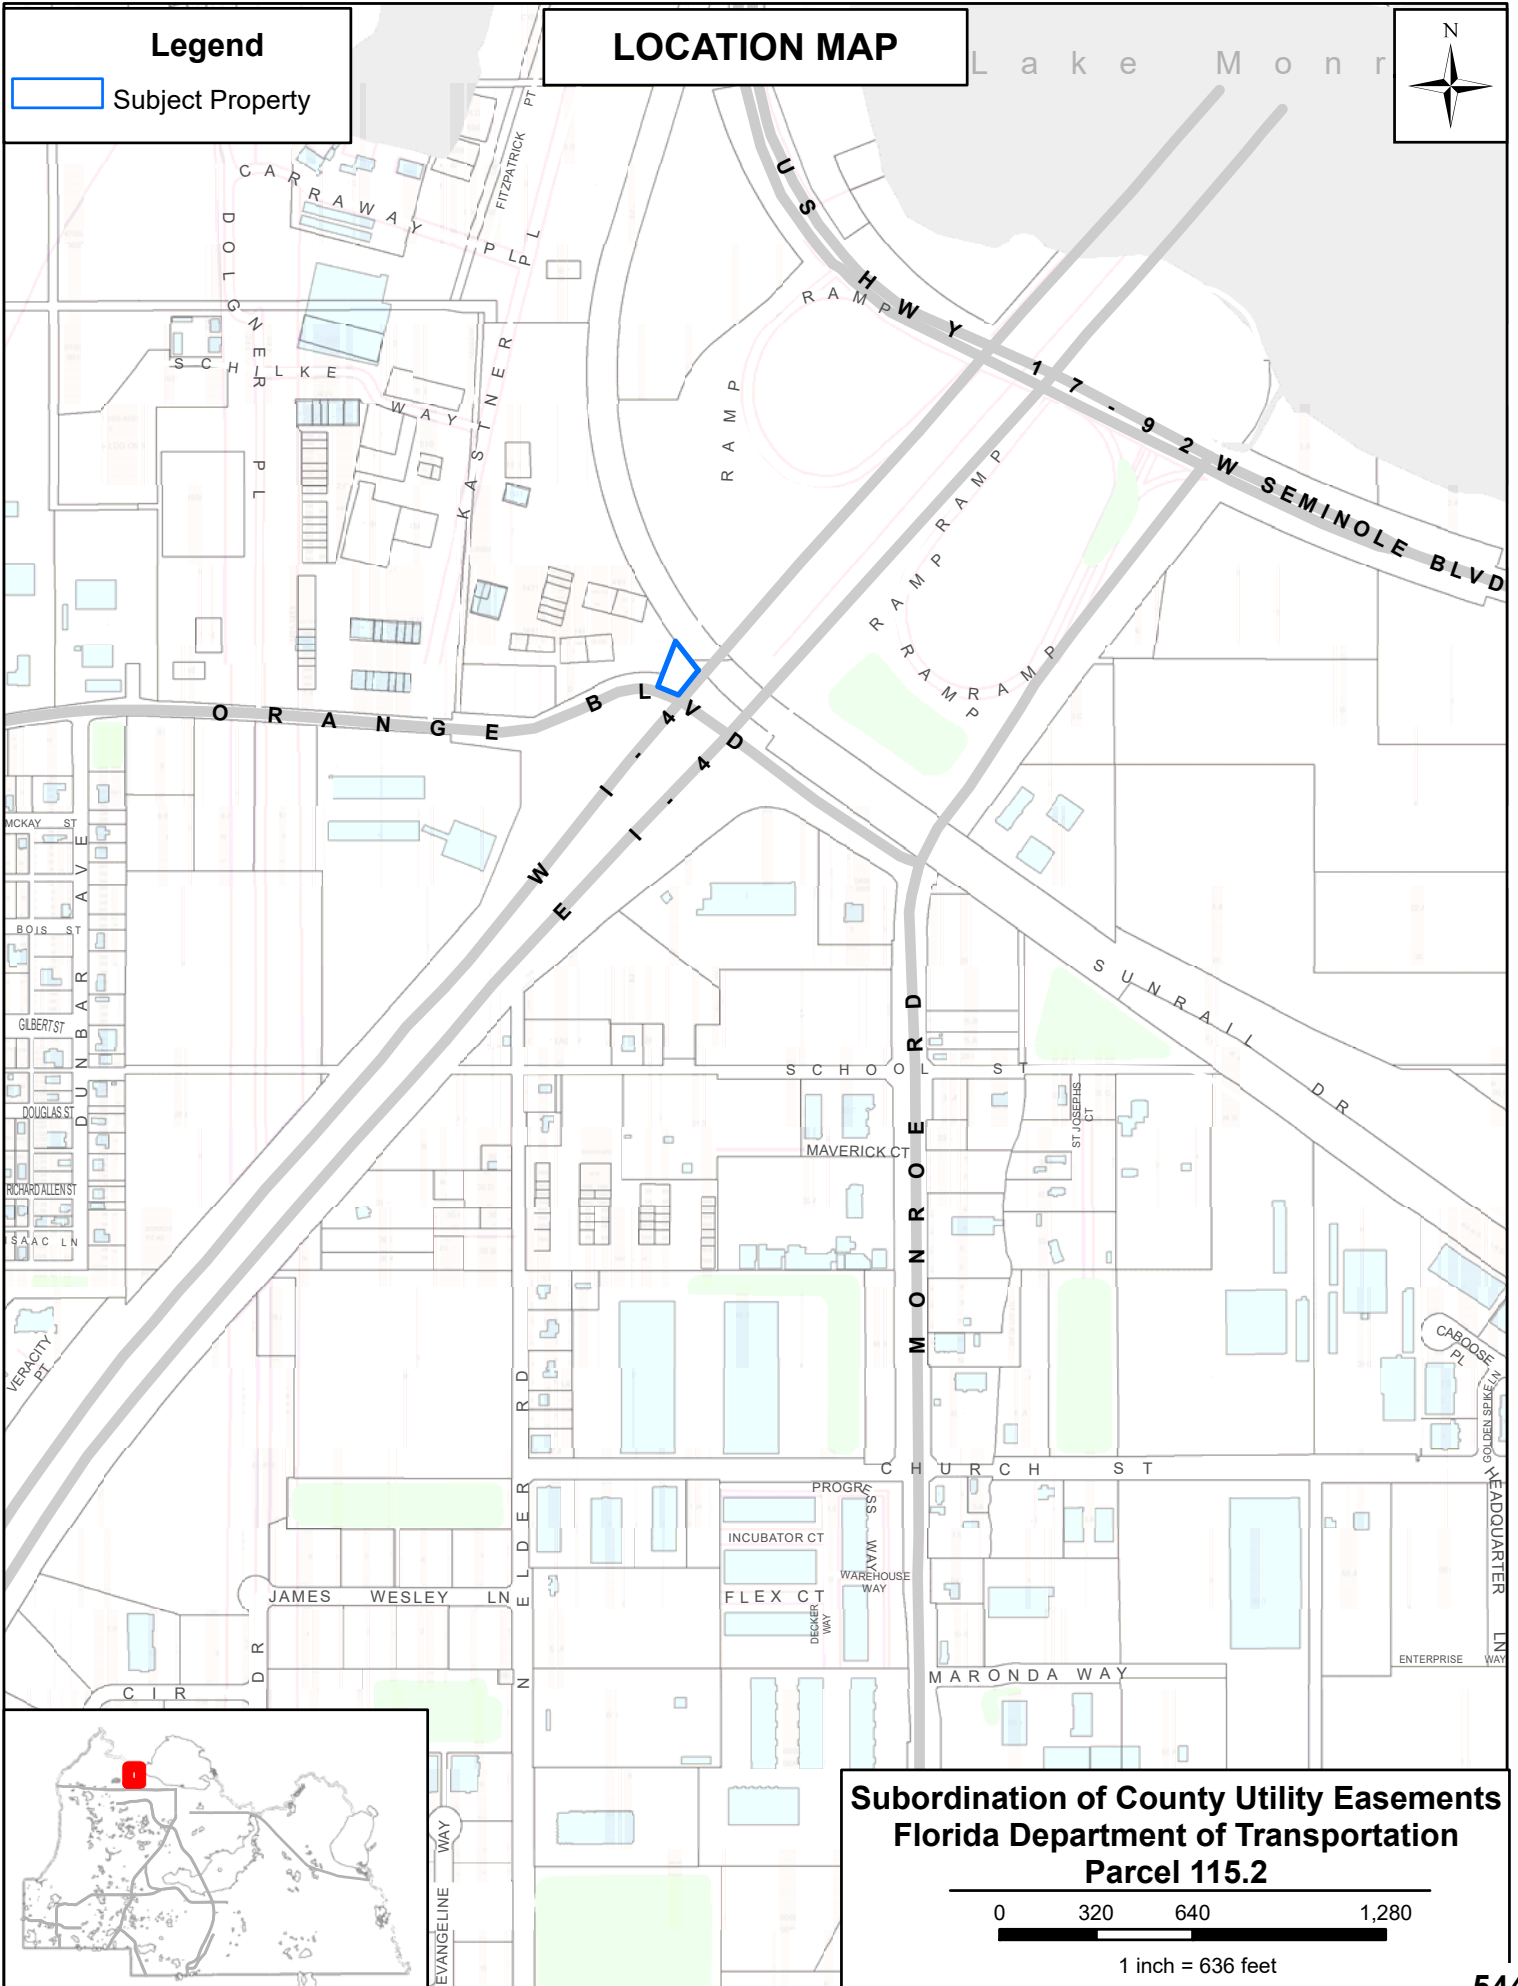 Legend
Subject Property
LOCATION MAP
Lake Monr
N
FITZPATRICK PT
CARRAWAY PL
DOLGNER PL
SCHILKE WAY
KASTNER PL
US HWY 17-92 W SEMINOLE BLVD
RAMP
RAMP
RAMP
RAMP
RAMP
RAMP
RAMP
ORANGE BLVD
W I-4
E I-4
MCKAY ST
BOIS ST
GILBERT ST
DOUGLAS ST
RICHARD ALLEN ST
ISAAC LN
DUNBAR AVE
VERACITY PT
SUNRAIL DR
SCHOOL ST
ST JOSEPHS CT
MAVERICK CT
MONROE RD
CABOOSE PL
GOLDEN SPIKE LN
CHURCH ST
HEADQUARTER LN
N ELDER RD
PROGRESS WAY
INCUBATOR CT
WAREHOUSE WAY
FLEX CT
DECKER WAY
JAMES WESLEY LN
DR
CIR
MARONDA WAY
ENTERPRISE WAY
EVANGELINE WAY
Subordination of County Utility Easements
Florida Department of Transportation
Parcel 115.2
0 320 640 1,280
1 inch = 636 feet